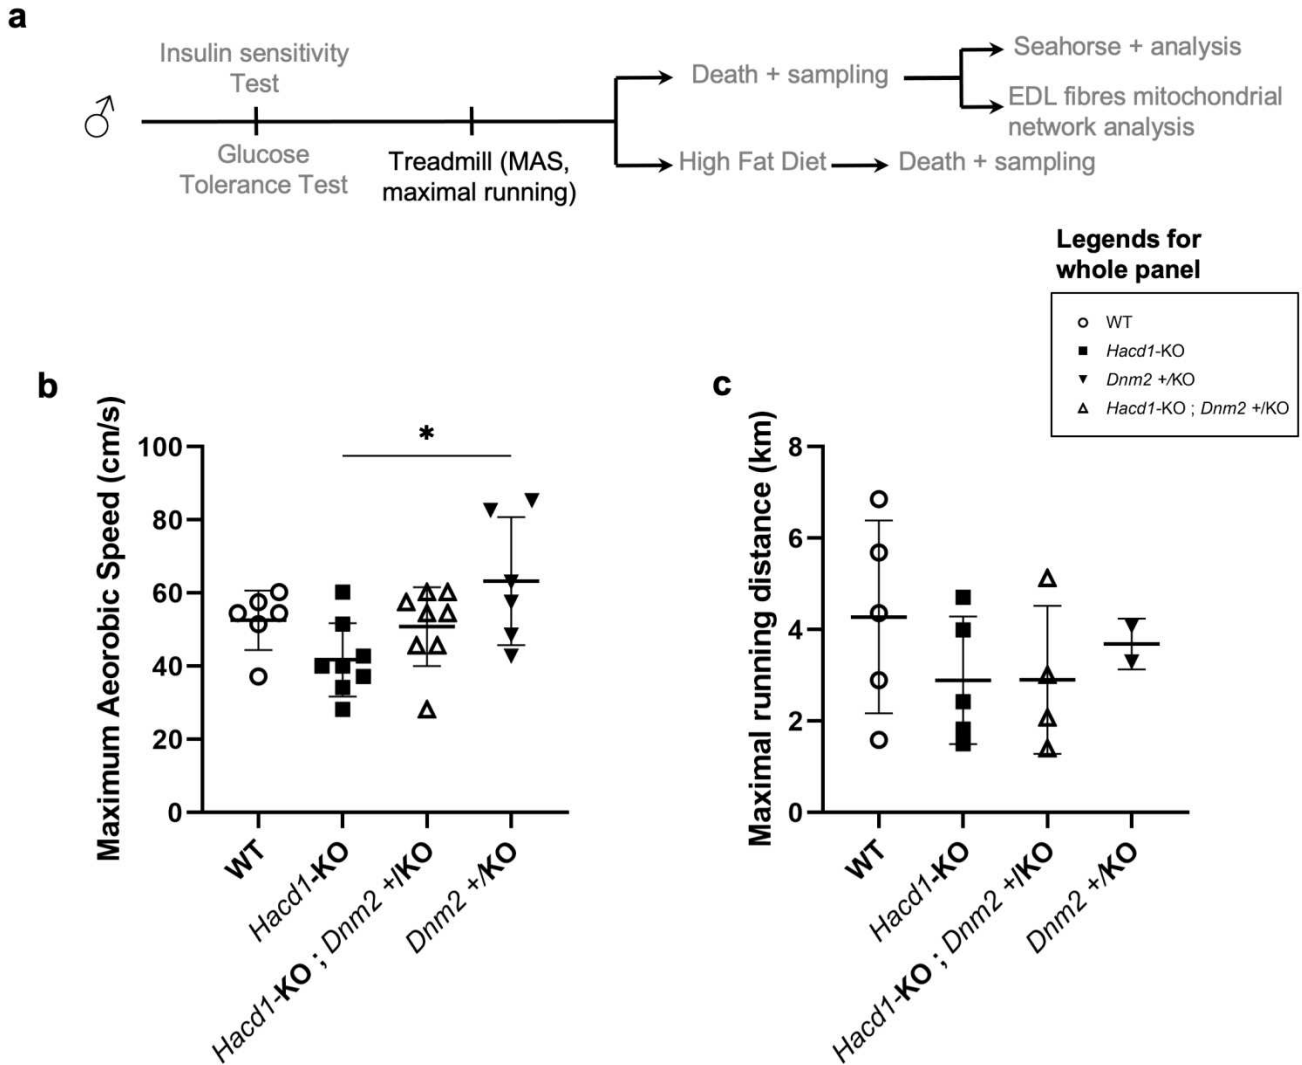 a
Insulin sensitivity
Test
Glucose
Tolerance Test
Treadmill (MAS,
maximal running)
Death + sampling
Seahorse + analysis
EDL fibres mitochondrial
network analysis
High Fat Diet
Death + sampling
Legends for
whole panel
WT
Hacd1-KO
Dnm2 +/KO
Hacd1-KO ; Dnm2 +/KO
b
Maximum Aeorobic Speed (cm/s)
100
80
60
40
20
0
*
WT
Hacd1-KO
Hacd1-KO ; Dnm2 +/KO
Dnm2 +/KO
c
Maximal running distance (km)
8
6
4
2
0
WT
Hacd1-KO
Hacd1-KO ; Dnm2 +/KO
Dnm2 +/KO